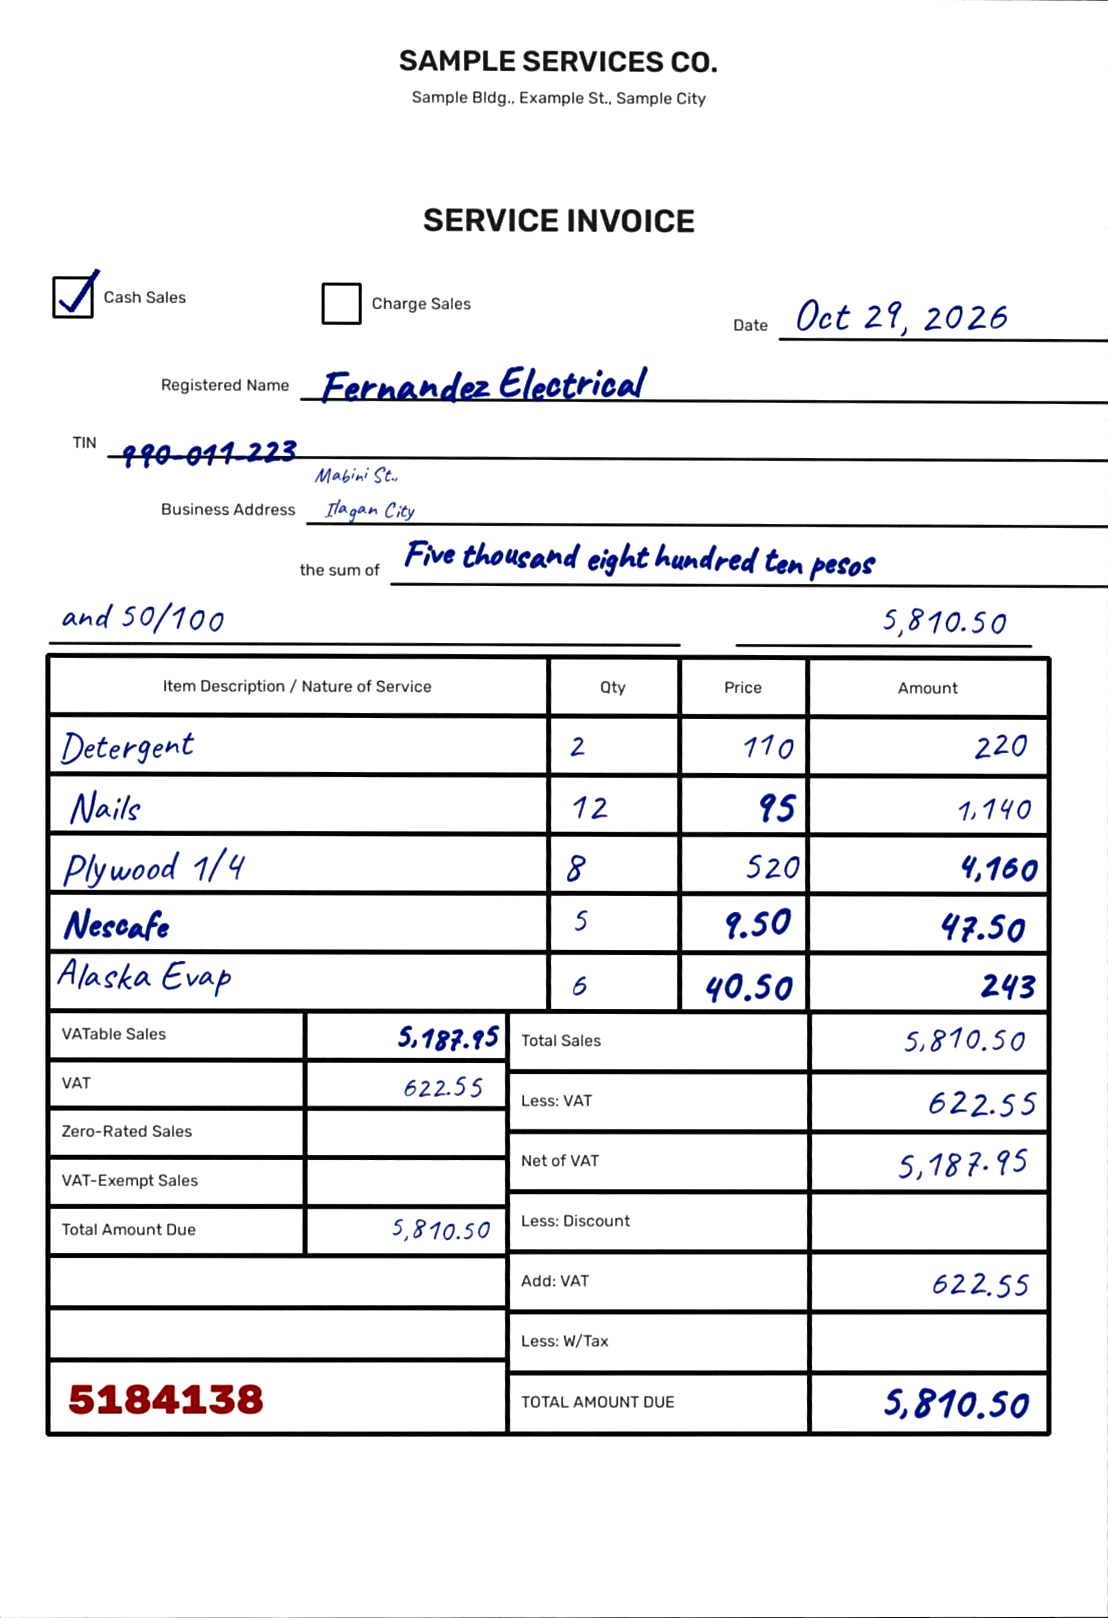 SAMPLE SERVICES CO.
Sample Bldg., Example St., Sample City
SERVICE INVOICE
Cash Sales
Charge Sales
Date Oct 29, 2026
Registered Name Fernandez Electrical
TIN 990-011-223
Mabini St.,
Business Address Ilagan City
the sum of Five thousand eight hundred ten pesos
and 50/100 5,810.50
Item Description / Nature of Service Qty Price Amount
Detergent 2 110 220
Nails 12 95 1,140
Plywood 1/4 8 520 4,160
Nescafe 5 9.50 47.50
Alaska Evap 6 40.50 243
VATable Sales 5,187.95
VAT 622.55
Zero-Rated Sales
VAT-Exempt Sales
Total Amount Due 5,810.50
5184138
Total Sales 5,810.50
Less: VAT 622.55
Net of VAT 5,187.95
Less: Discount
Add: VAT 622.55
Less: W/Tax
TOTAL AMOUNT DUE 5,810.50